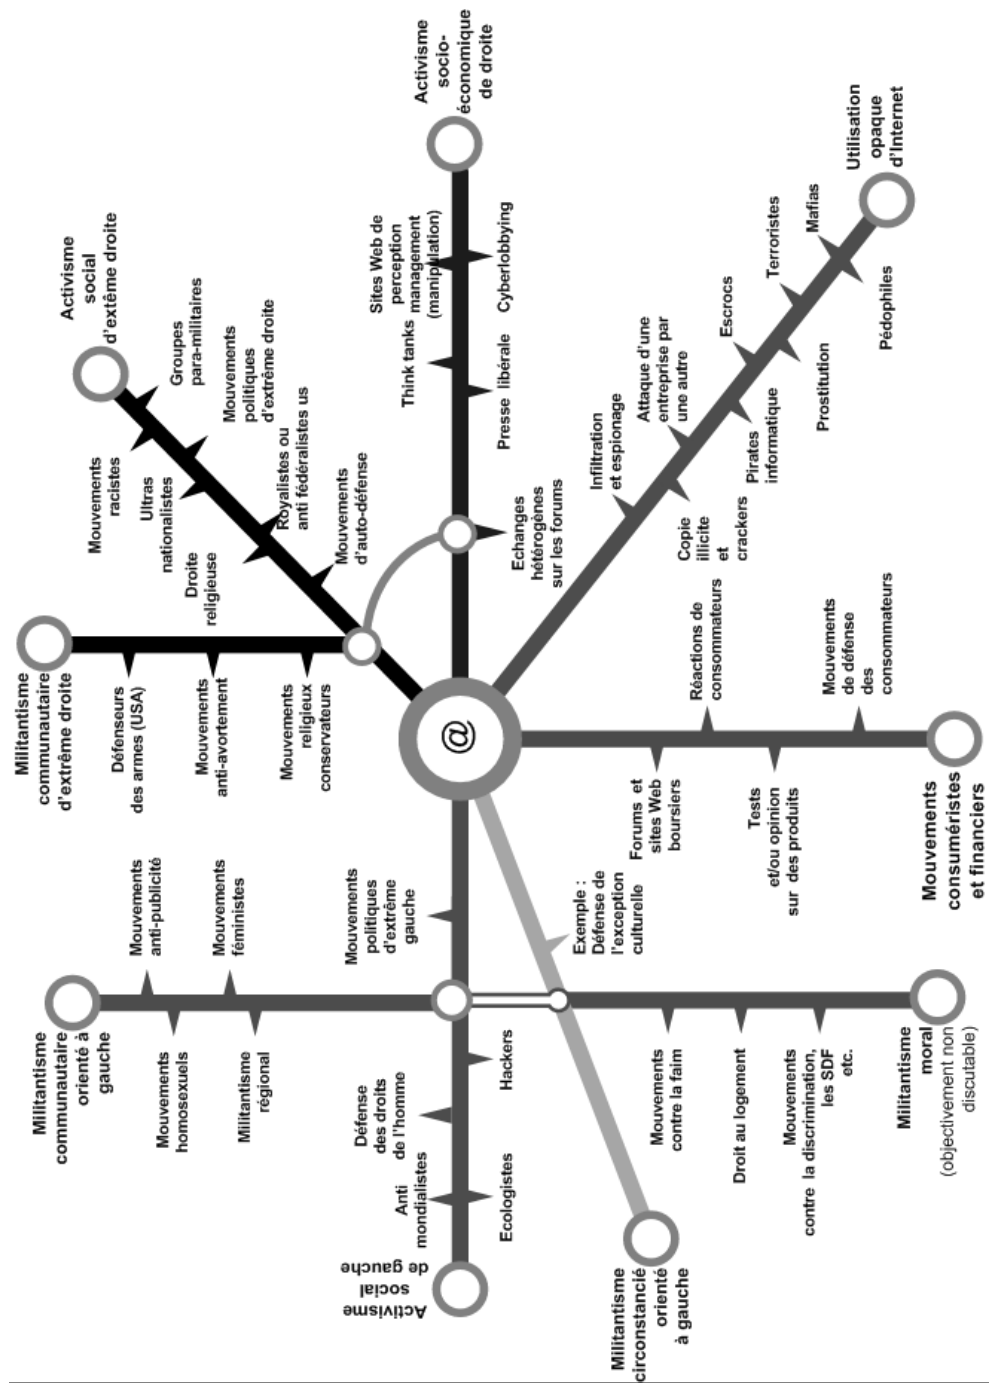 Activisme
social
de gauche
Anti
mondialistes
Ecologistes
Défense
des droits
de l'homme
Hackers
Mouvements
politiques
d'extrême
gauche
Militantisme
communautaire
orienté à
gauche
Mouvements
anti-publicité
Mouvements
homosexuels
Mouvements
féministes
Militantisme
régional
Militantisme
circonstancié
orienté
à gauche
Exemple :
Défense de
l'exception
culturelle
Militantisme
moral
(objectivement non
discutable)
Mouvements
contre la faim
Droit au logement
Mouvements
contre la discrimination,
les SDF
etc.
@
Militantisme
communautaire
d'extrême droite
Défenseurs
des armes (USA)
Mouvements
anti-avortement
Mouvements
religieux
conservateurs
Activisme
social
d'extême droite
Groupes
para-militaires
Mouvements
racistes
Mouvements
politiques
d'extrême droite
Ultras
nationalistes
Royalistes ou
anti fédéralistes us
Droite
religieuse
Mouvements
d'auto-défense
Activisme
socio-
économique
de droite
Sites Web de
perception
management
(manipulation)
Cyberlobbying
Think tanks
Presse libérale
Echanges
hétérogènes
sur les forums
Utilisation
opaque
d'Internet
Mafias
Pédophiles
Terroristes
Prostitution
Escrocs
Pirates
informatique
Attaque d'une
entreprise par
une autre
Copie
illicite
et
crackers
Infiltration
et espionage
Mouvements
consuméristes
et financiers
Forums et
sites Web
boursiers
Réactions de
consommateurs
Tests
et/ou opinion
sur des produits
Mouvements
de défense
des
consommateurs